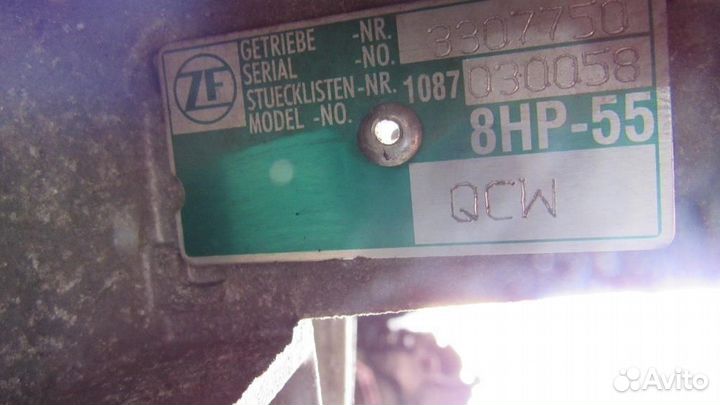 ZF
GETRIEBE -NR. 3307750
SERIAL -NO.
STUECKLISTEN-NR. 1087 030058
MODEL -NO.
8HP-55
QCW
Avito